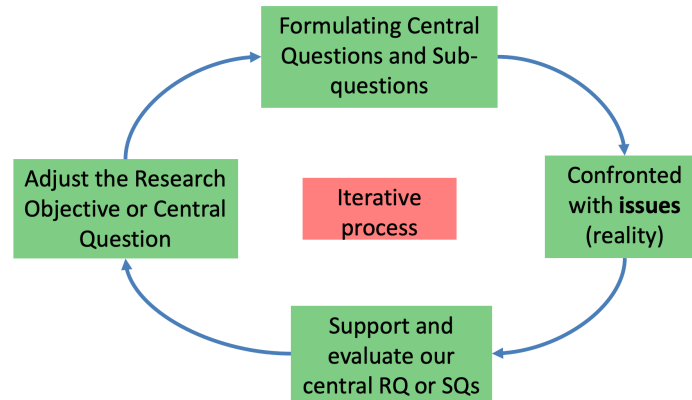 Formulating Central
Questions and Sub-
questions
Adjust the Research
Objective or Central
Question
Iterative
process
Confronted
with issues
(reality)
Support and
evaluate our
central RQ or SQs